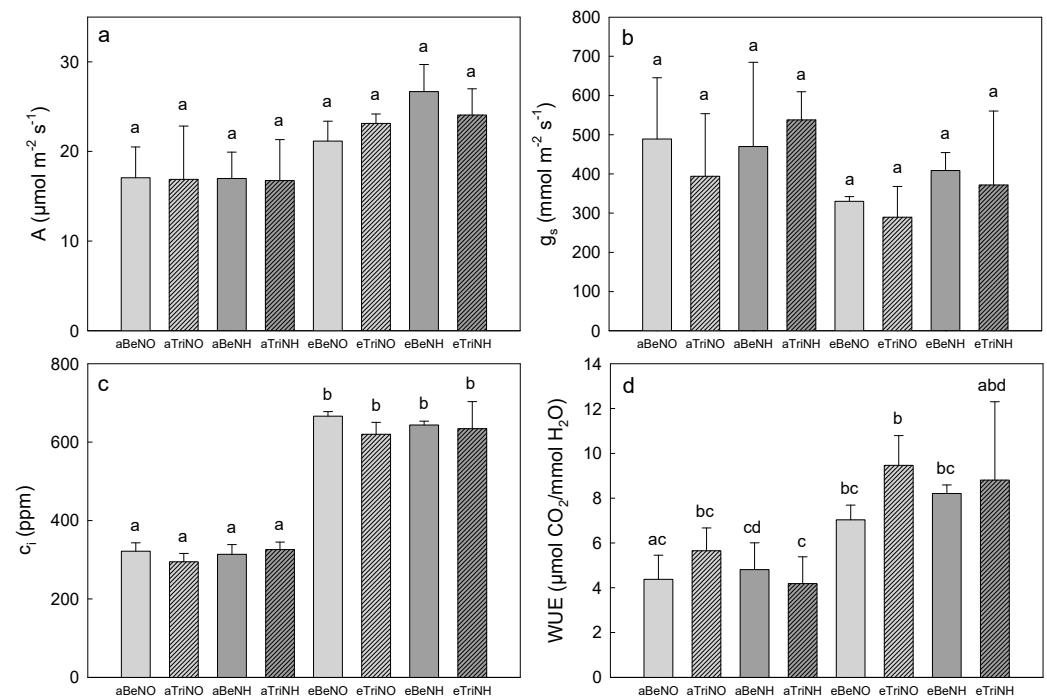 a
A (µmol m⁻² s⁻¹)
30
20
10
0
a a a a a a a a
aBeNO aTriNO aBeNH aTriNH eBeNO eTriNO eBeNH eTriNH
b
gₛ (mmol m⁻² s⁻¹)
800
700
600
500
400
300
200
100
0
a a a a a a a a
aBeNO aTriNO aBeNH aTriNH eBeNO eTriNO eBeNH eTriNH
c
cᵢ (ppm)
800
600
400
200
0
a a a a b b b b
aBeNO aTriNO aBeNH aTriNH eBeNO eTriNO eBeNH eTriNH
d
WUE (µmol CO₂/mmol H₂O)
14
12
10
8
6
4
2
0
ac bc cd c bc b bc abd
aBeNO aTriNO aBeNH aTriNH eBeNO eTriNO eBeNH eTriNH